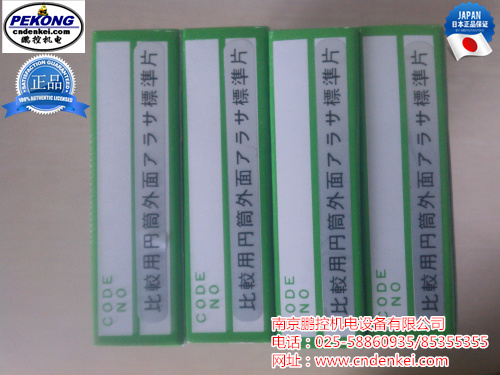 PEKONG
cndenkei.com
鹏控机电
正品
100% AUTHENTIC LICENSED
JAPAN
日本正品
CODE
NO
比較用円筒外面アラサ標準片
CODE
NO
比較用円筒外面アラサ標準片
CODE
NO
比較用円筒外面アラサ標準片
CODE
NO
比較用円筒外面アラサ標準片
南京鹏控机电设备有限公司
电话：025-58860935/85355355
网址：www.cndenkei.com